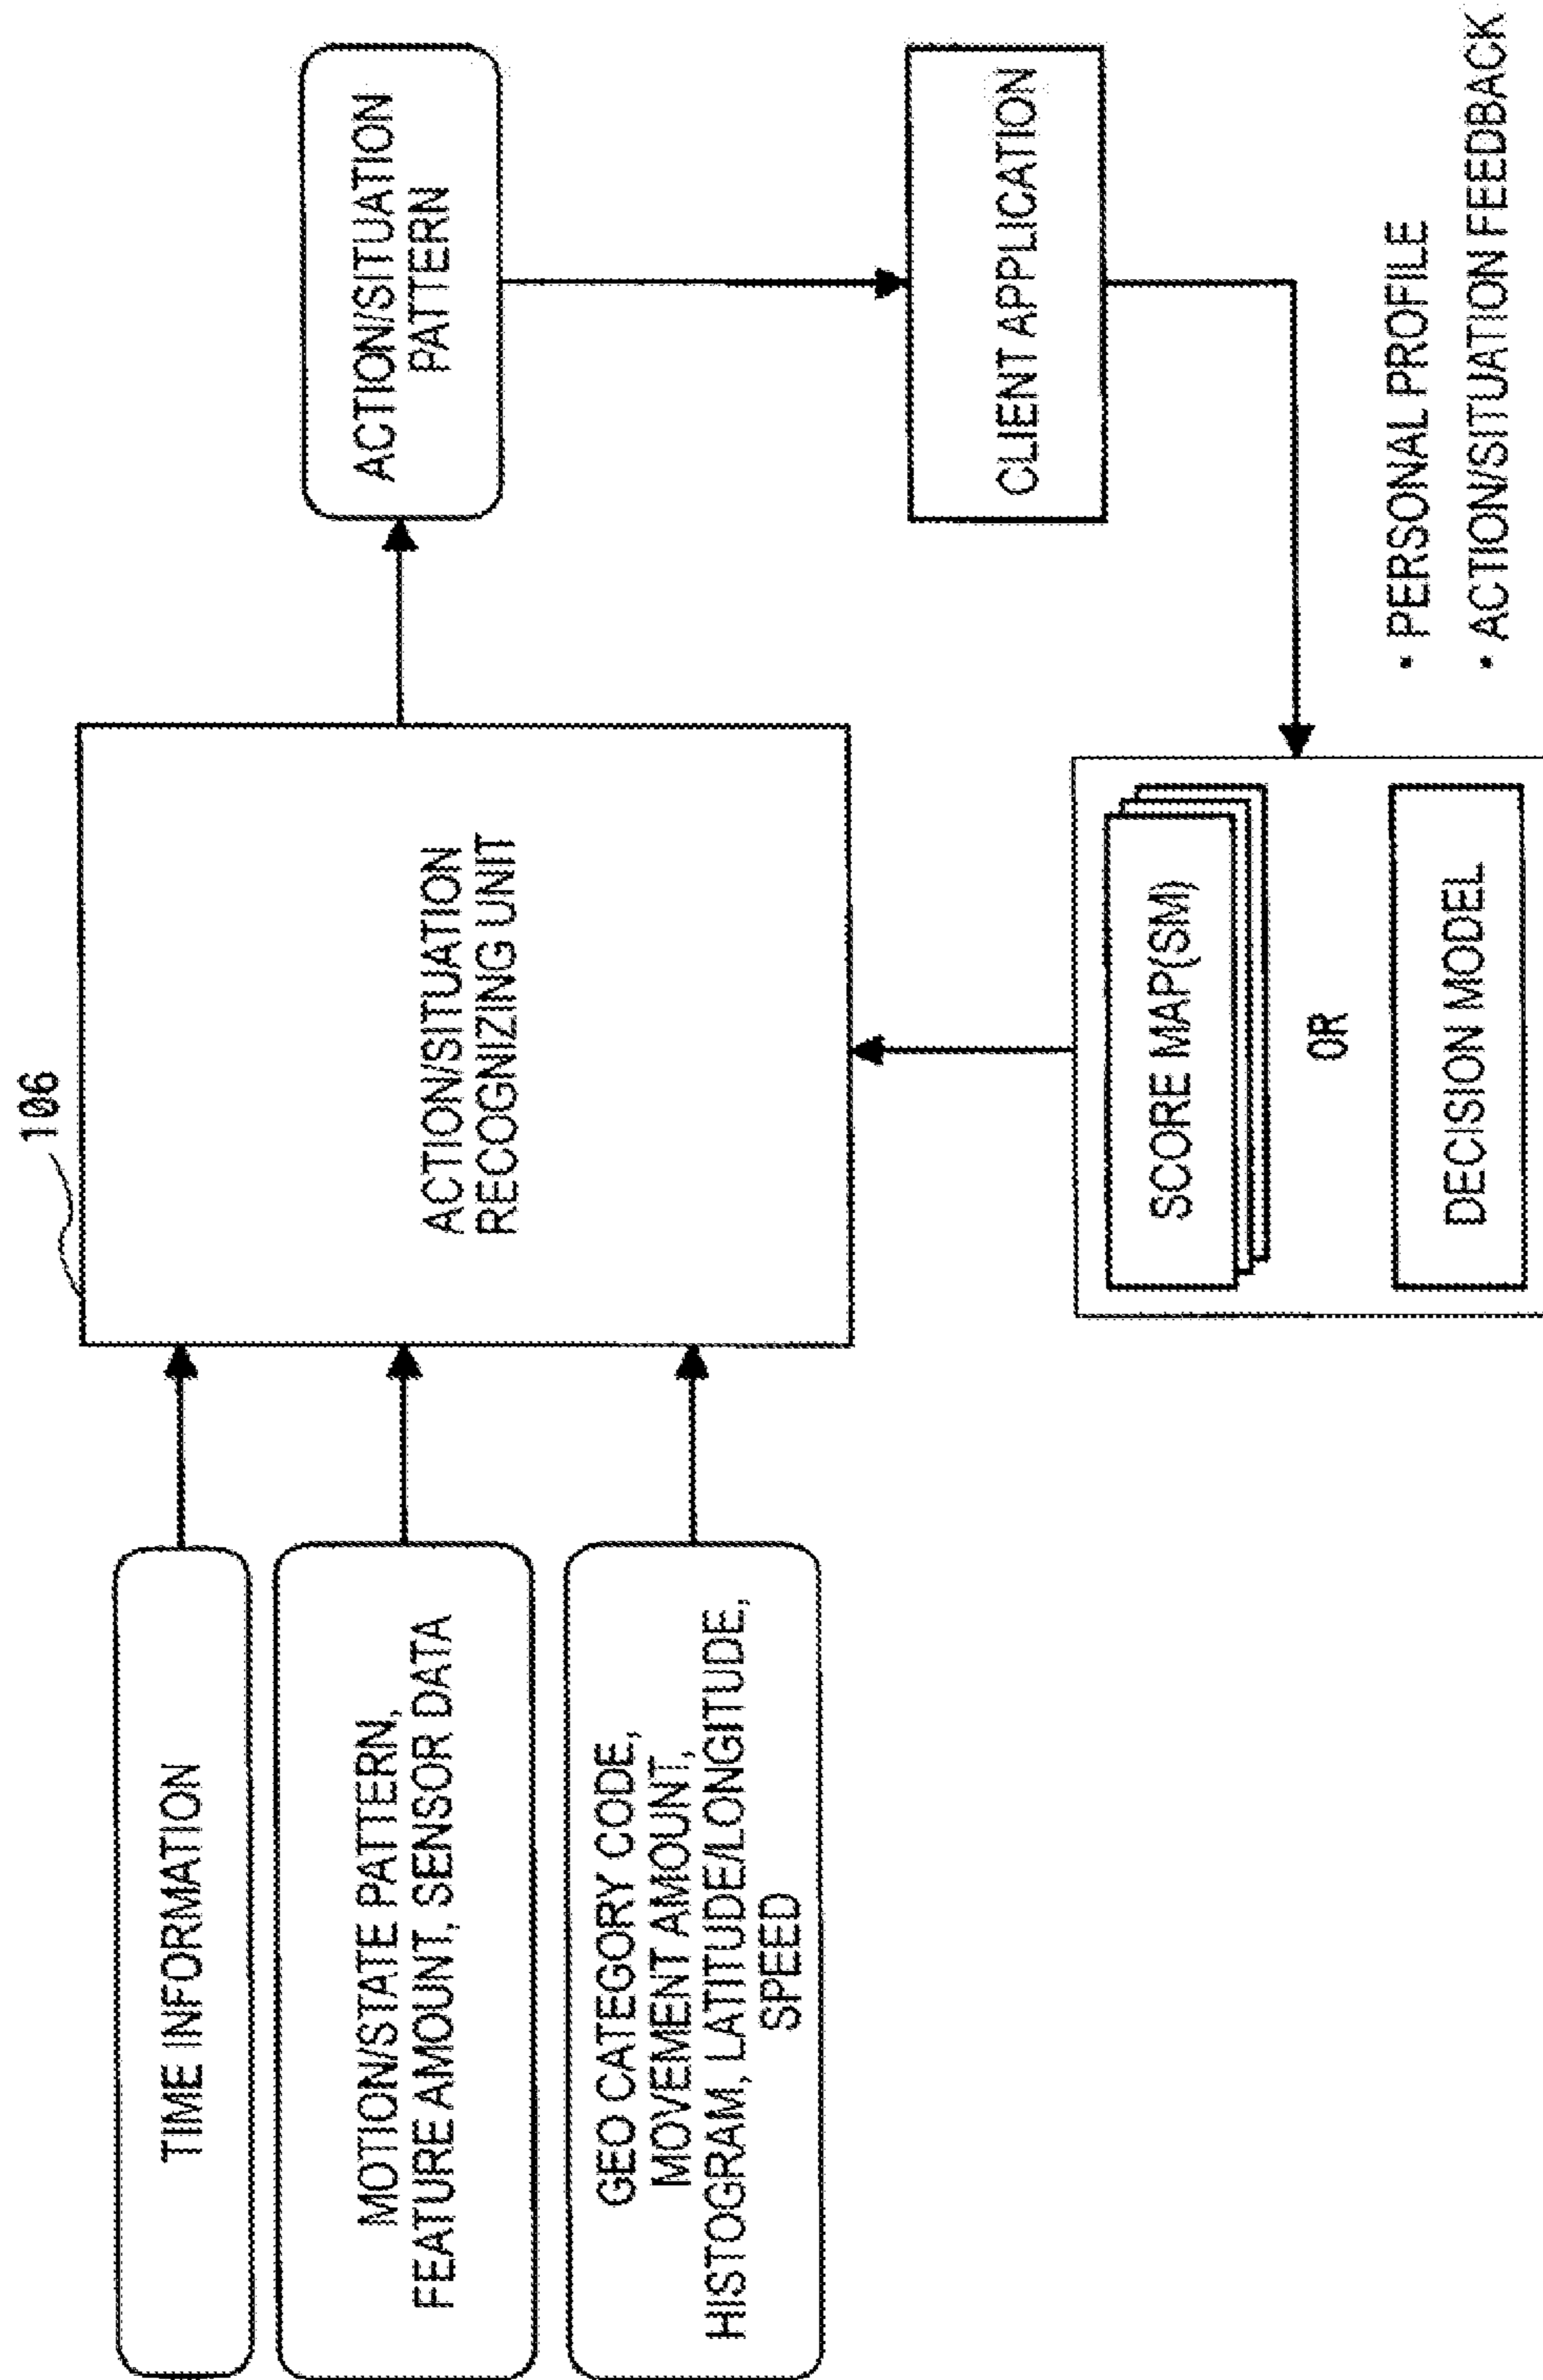 106
TIME INFORMATION
MOTION/STATE PATTERN,
FEATURE AMOUNT, SENSOR DATA
GEO CATEGORY CODE,
MOVEMENT AMOUNT,
HISTOGRAM, LATITUDE/LONGITUDE,
SPEED
ACTION/SITUATION
RECOGNIZING UNIT
ACTION/SITUATION
PATTERN
CLIENT APPLICATION
SCORE MAP(SM)
OR
DECISION MODEL
• PERSONAL PROFILE
• ACTION/SITUATION FEEDBACK